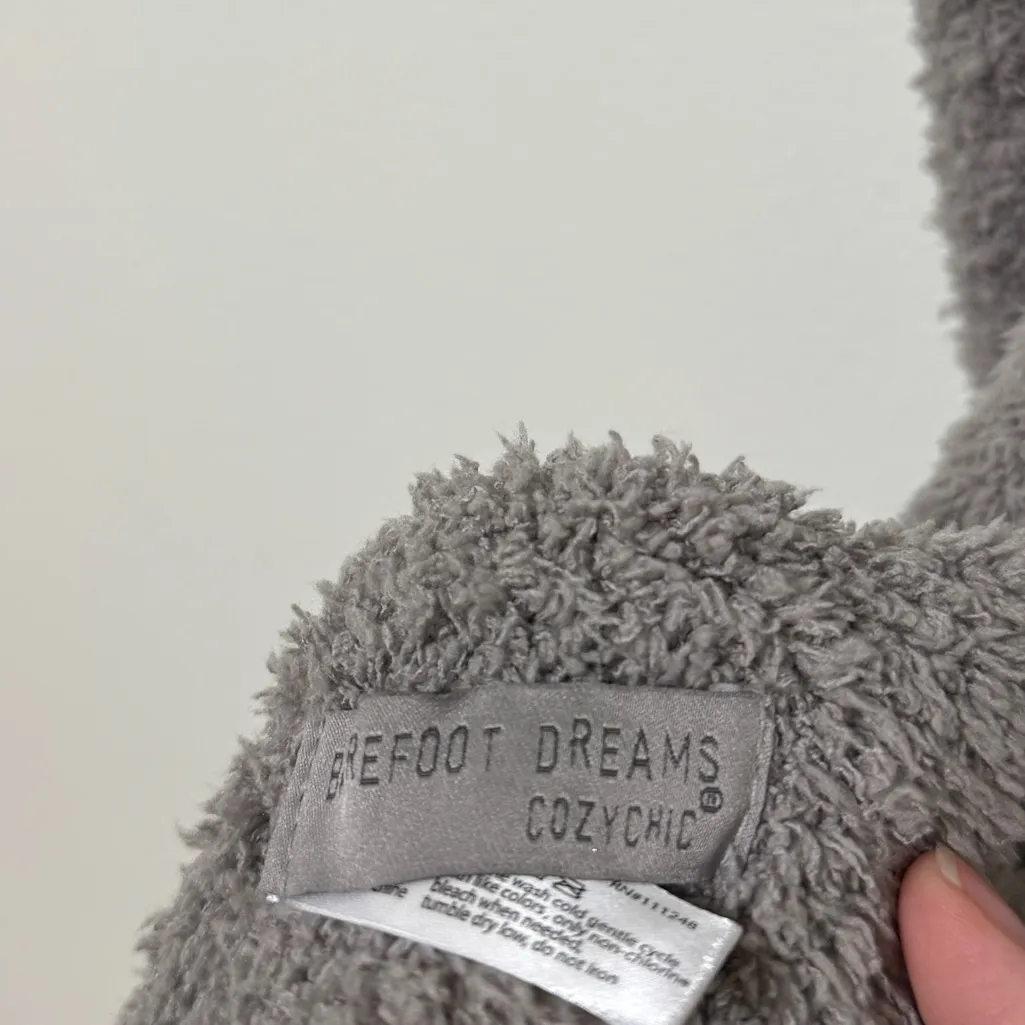 BREFOOT DREAMS
COZYCHIC®
RN#111248
wash cold gentle cycle,
like colors, only non-chlorine
bleach when needed,
tumble dry low, do not iron